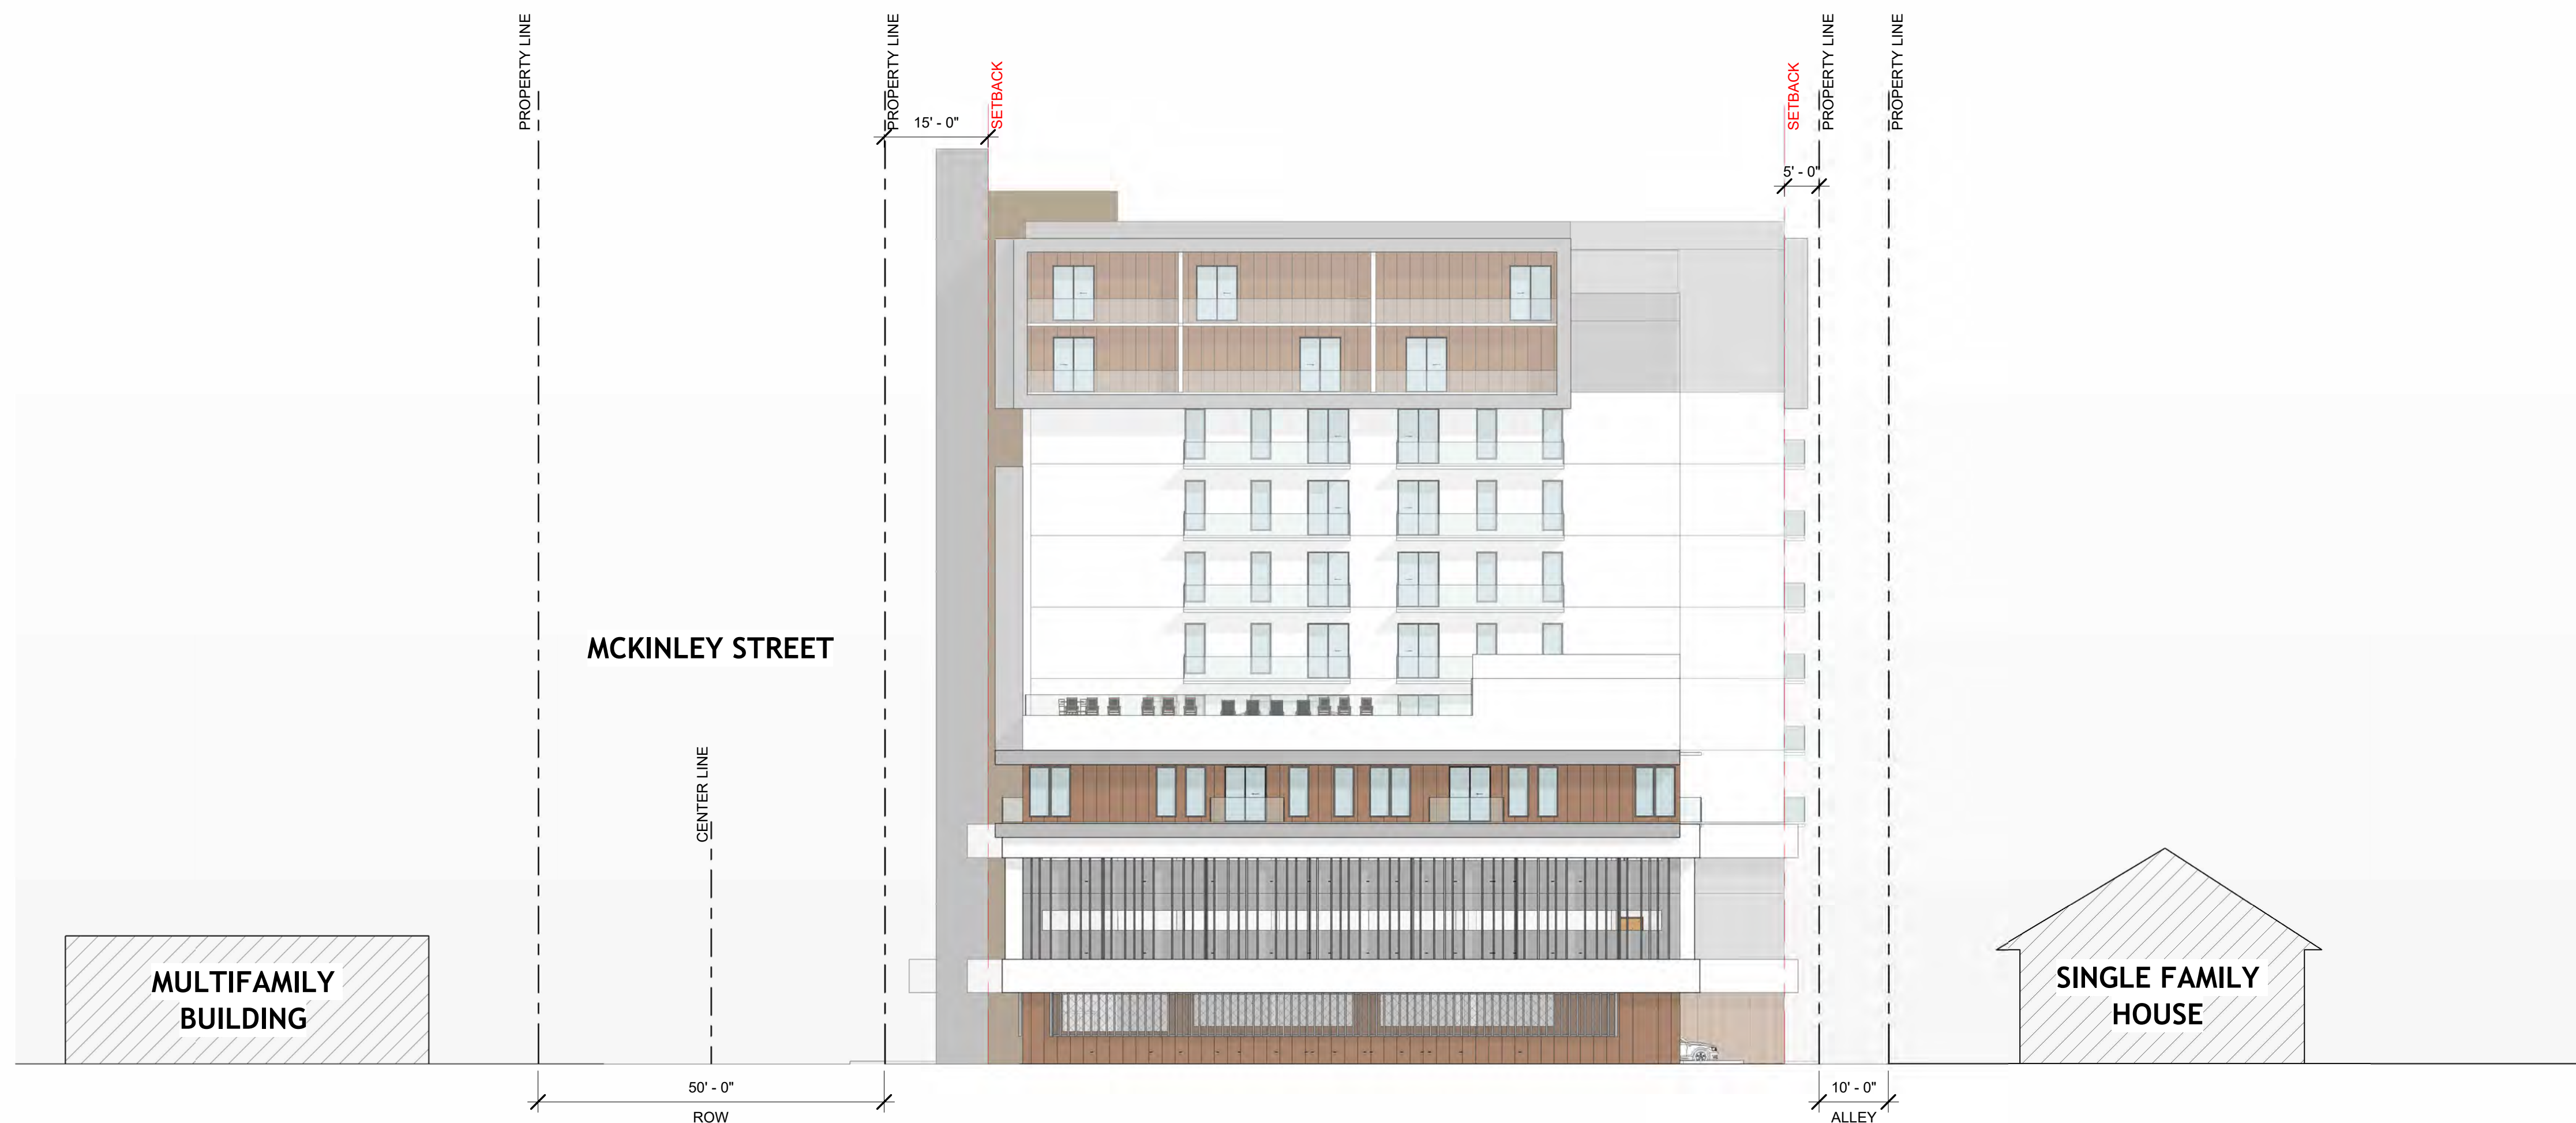 PROPERTY LINE
PROPERTY LINE
SETBACK
SETBACK
PROPERTY LINE
PROPERTY LINE
15' - 0"
5' - 0"
MCKINLEY STREET
CENTER LINE
MULTIFAMILY
BUILDING
SINGLE FAMILY
HOUSE
50' - 0"
ROW
10' - 0"
ALLEY